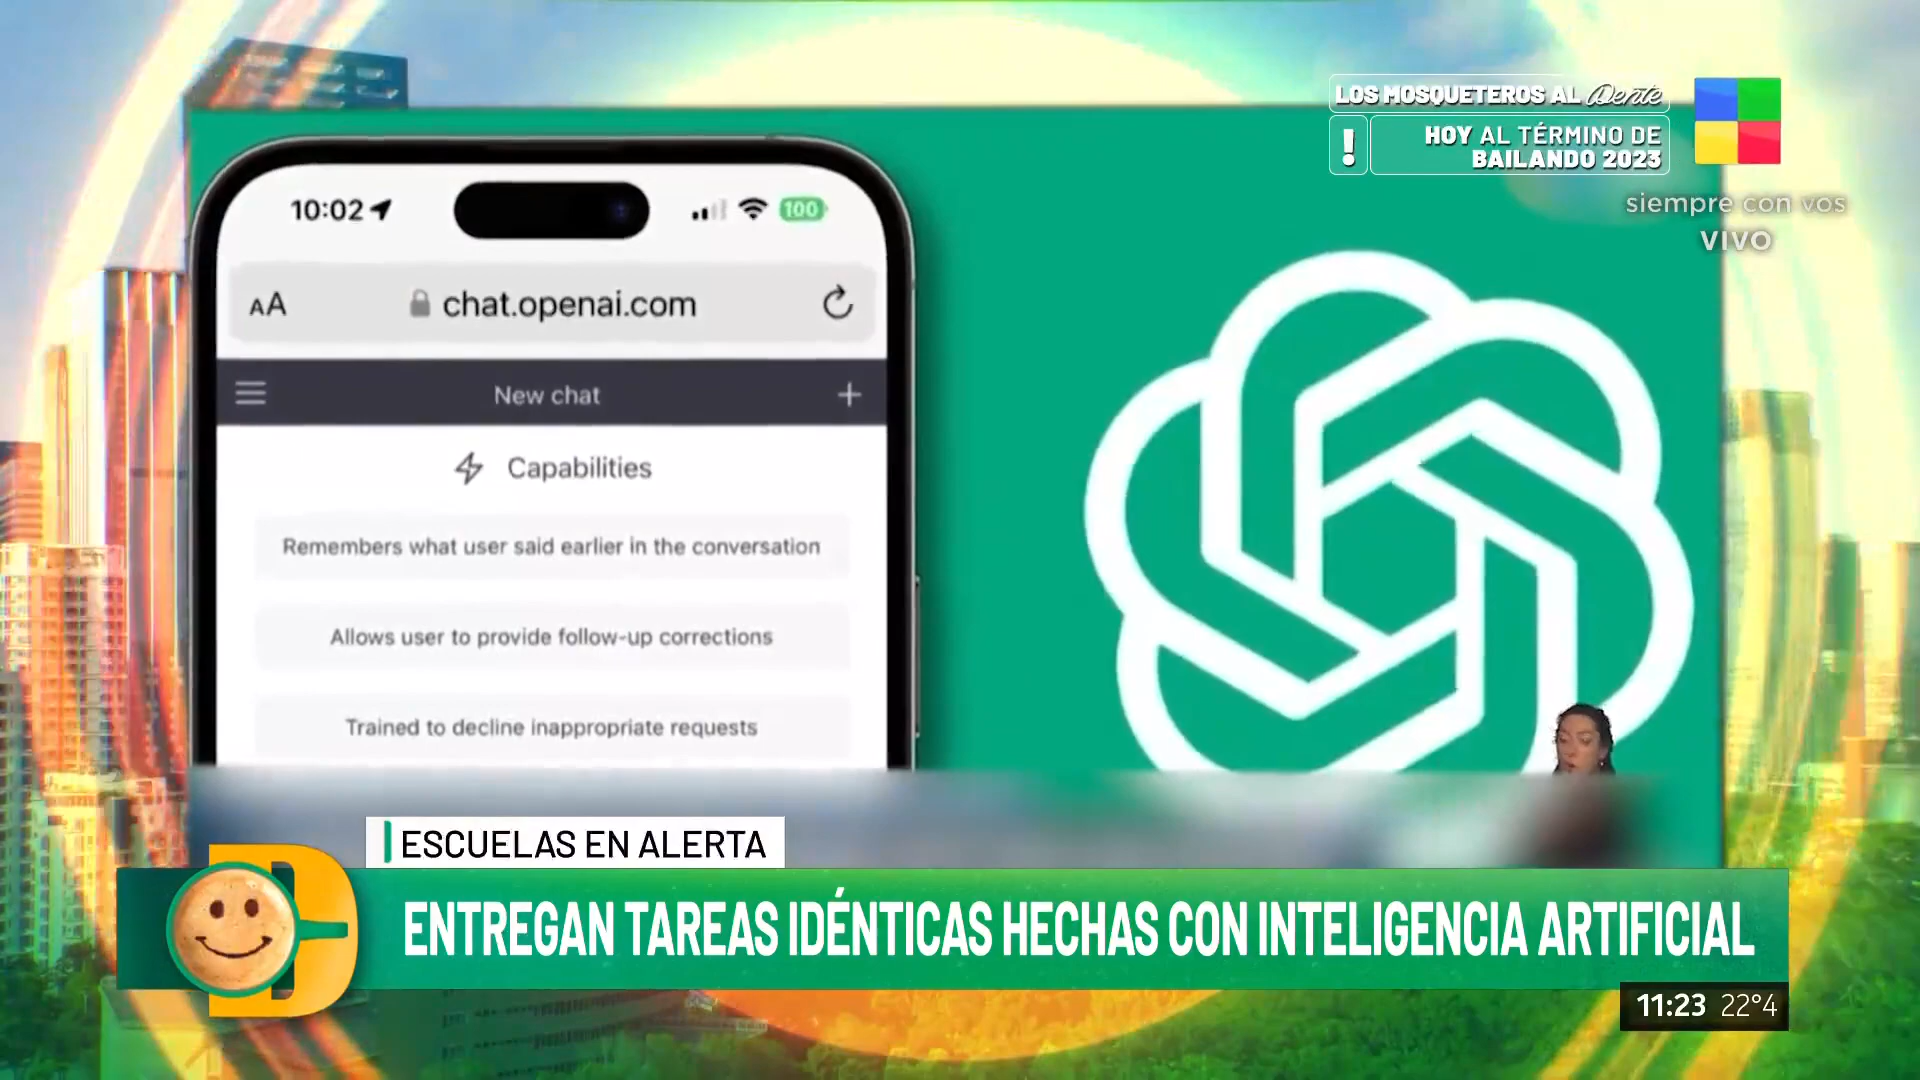 LOS MOSQUETEROS AL Dente
! HOY AL TÉRMINO DE
BAILANDO 2023
siempre con vos
VIVO
10:02
100
AA chat.openai.com
New chat
Capabilities
Remembers what user said earlier in the conversation
Allows user to provide follow-up corrections
Trained to decline inappropriate requests
ESCUELAS EN ALERTA
D
ENTREGAN TAREAS IDÉNTICAS HECHAS CON INTELIGENCIA ARTIFICIAL
11:23 22°4